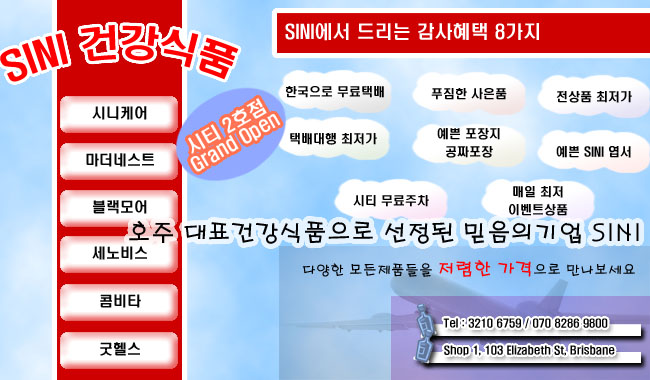 SINI 건강식품
SINI에서 드리는 감사혜택 8가지
시니케어
마더네스트
블랙모어
세노비스
콤비타
굿헬스
시티 2호점
Grand Open
한국으로 무료택배
푸짐한 사은품
전상품 최저가
택배대행 최저가
예쁜 포장지
공짜포장
예쁜 SINI 엽서
시티 무료주차
매일 최저
이벤트상품
호주 대표건강식품으로 선정된 믿음의기업 SINI
다양한 모든제품들을 저렴한 가격으로 만나보세요
Tel : 3210 6759 / 070 8286 9800
Shop 1, 103 Elizabeth St, Brisbane